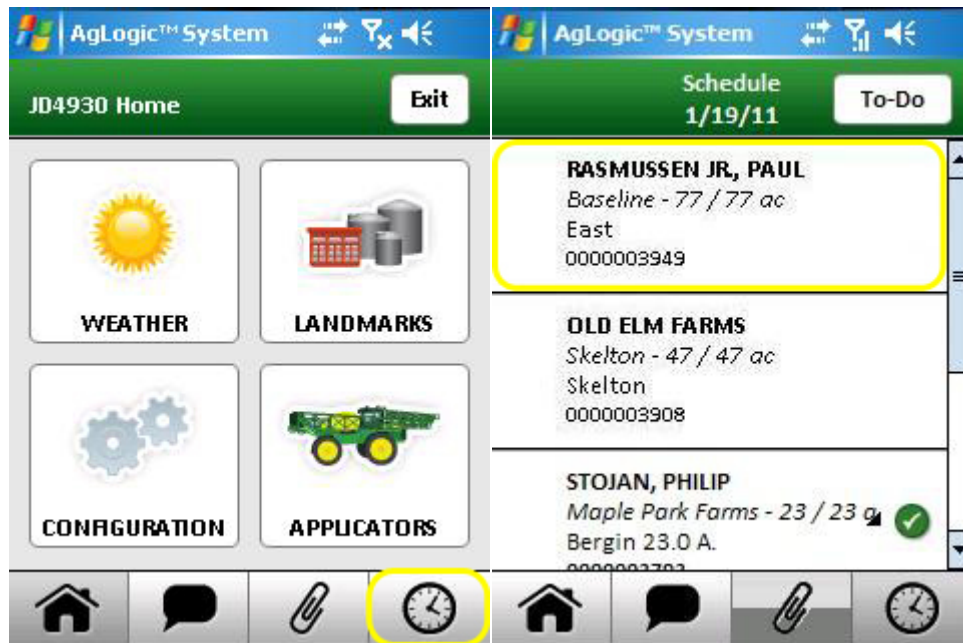 AgLogic™ System
JD4930 Home
Exit
WEATHER
LANDMARKS
CONFIGURATION
APPLICATORS
AgLogic™ System
Schedule
1/19/11
To-Do
RASMUSSEN JR., PAUL
Baseline - 77 / 77 ac
East
0000003949
OLD ELM FARMS
Skelton - 47 / 47 ac
Skelton
0000003908
STOJAN, PHILIP
Maple Park Farms - 23 / 23 a
Bergin 23.0 A.